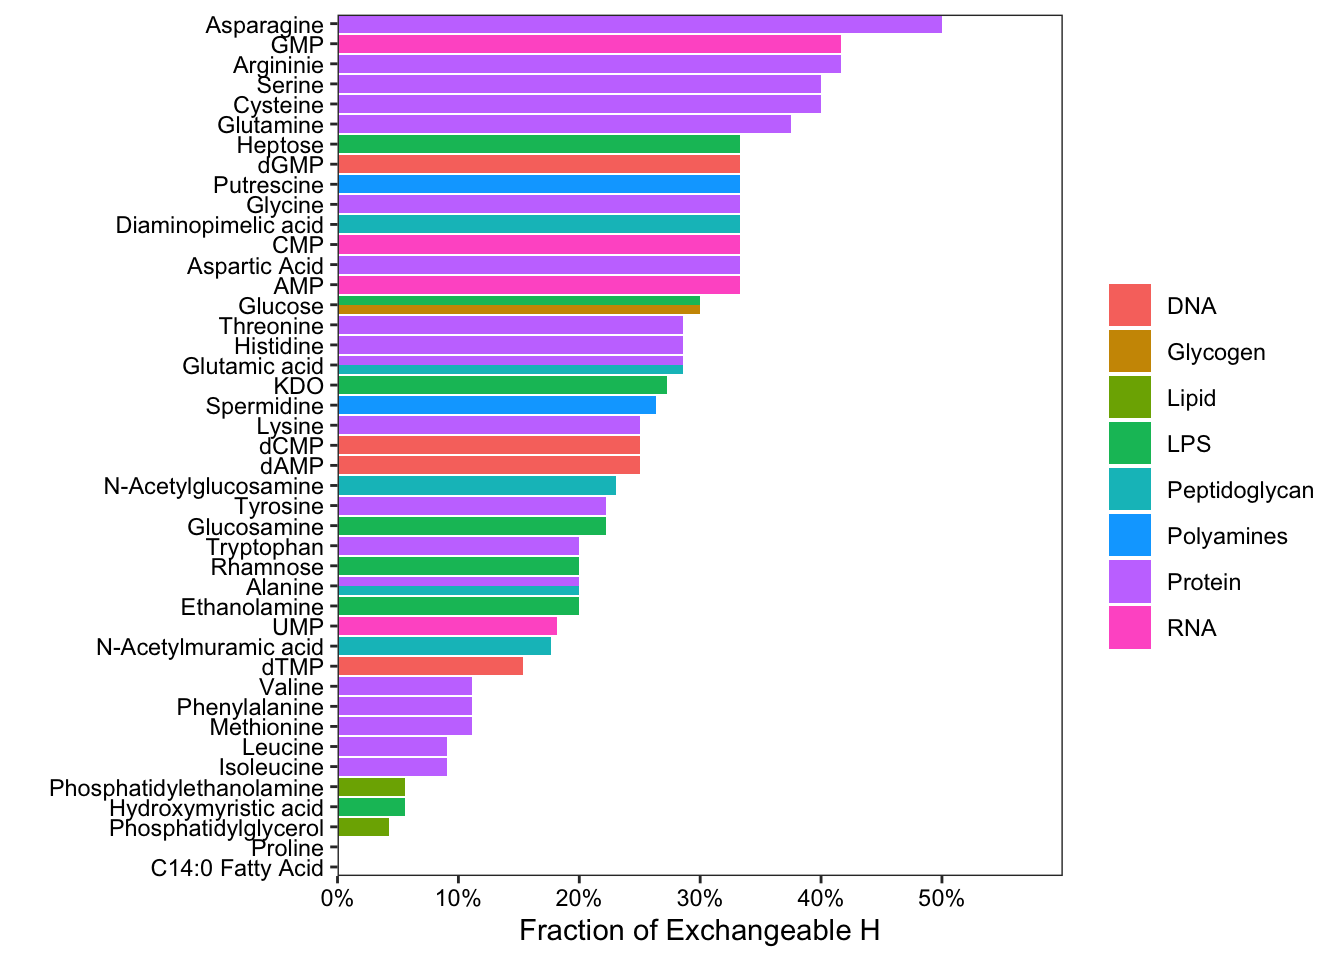 Asparagine
GMP
Argininie
Serine
Cysteine
Glutamine
Heptose
dGMP
Putrescine
Glycine
Diaminopimelic acid
CMP
Aspartic Acid
AMP
Glucose
Threonine
Histidine
Glutamic acid
KDO
Spermidine
Lysine
dCMP
dAMP
N-Acetylglucosamine
Tyrosine
Glucosamine
Tryptophan
Rhamnose
Alanine
Ethanolamine
UMP
N-Acetylmuramic acid
dTMP
Valine
Phenylalanine
Methionine
Leucine
Isoleucine
Phosphatidylethanolamine
Hydroxymyristic acid
Phosphatidylglycerol
Proline
C14:0 Fatty Acid
0% 10% 20% 30% 40% 50%
Fraction of Exchangeable H
DNA
Glycogen
Lipid
LPS
Peptidoglycan
Polyamines
Protein
RNA